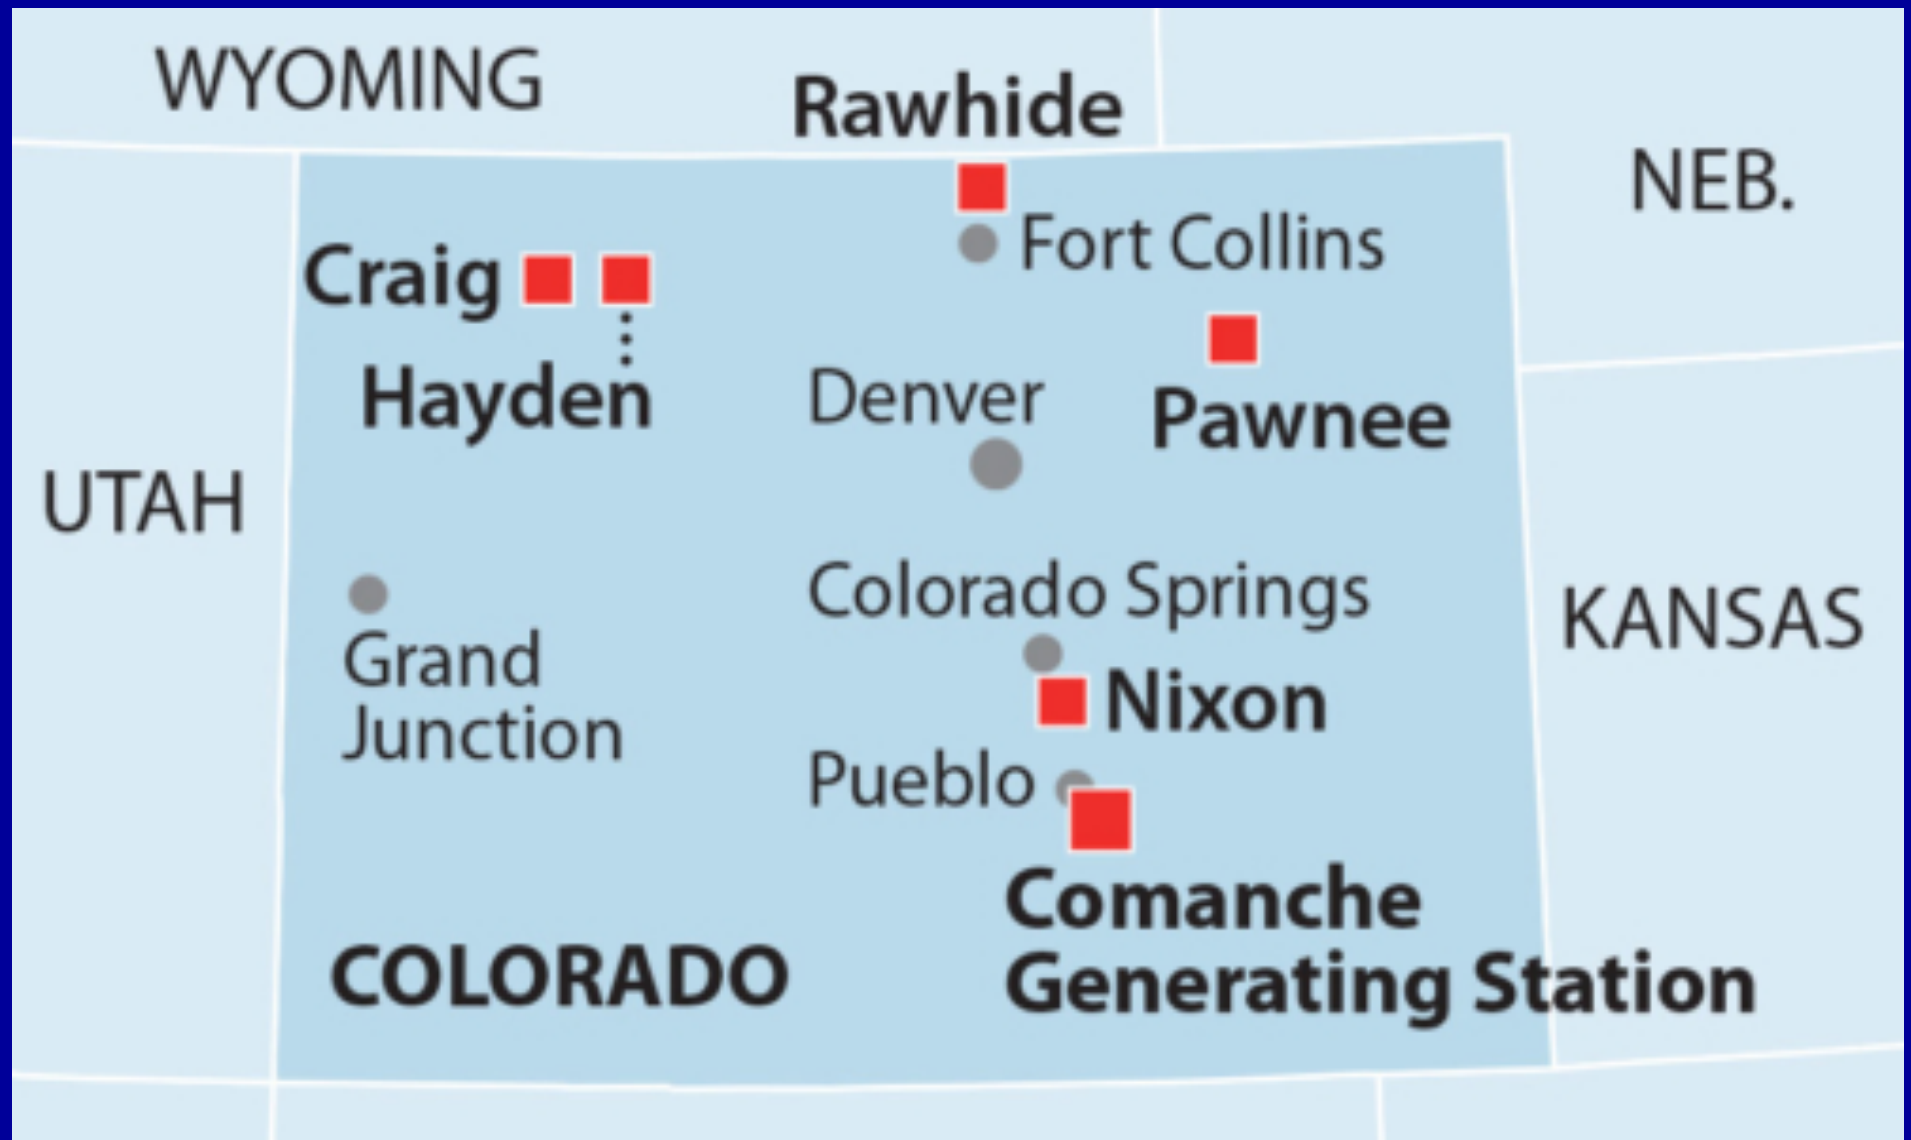 WYOMING
Rawhide
NEB.
Fort Collins
Craig
Hayden
Denver
Pawnee
UTAH
Colorado Springs
KANSAS
Grand
Junction
Nixon
Pueblo
Comanche
Generating Station
COLORADO